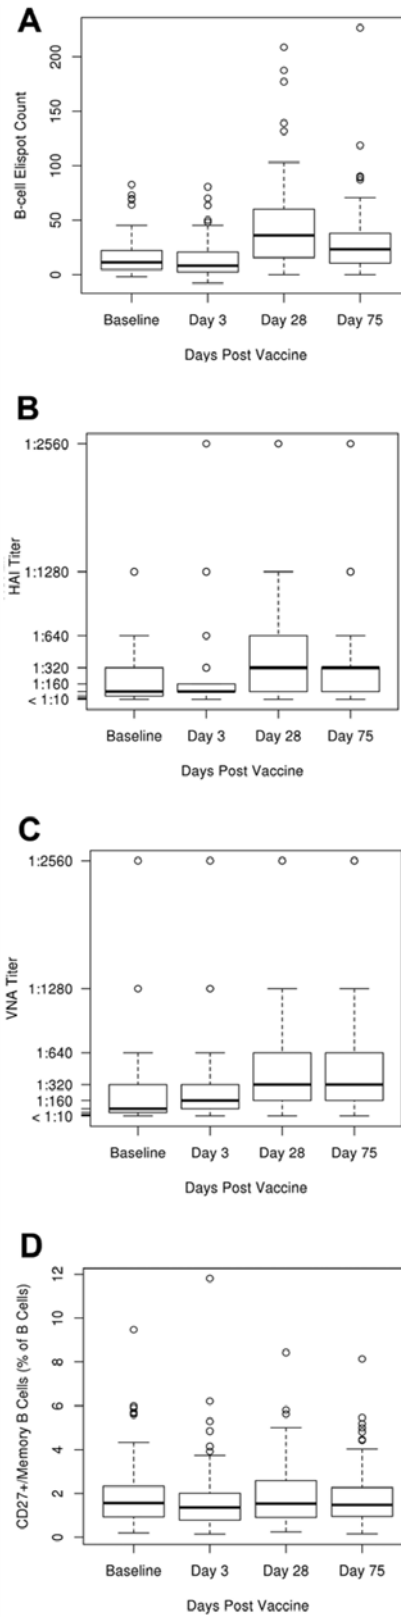 A
B-cell Elispot Count
200
150
100
50
0
Baseline Day 3 Day 28 Day 75
Days Post Vaccine
B
HAI Titer
1:2560
1:1280
1:640
1:320
1:160
< 1:10
Baseline Day 3 Day 28 Day 75
Days Post Vaccine
C
VNA Titer
1:2560
1:1280
1:640
1:320
1:160
< 1:10
Baseline Day 3 Day 28 Day 75
Days Post Vaccine
D
CD27+/Memory B Cells (% of B Cells)
12
10
8
6
4
2
0
Baseline Day 3 Day 28 Day 75
Days Post Vaccine